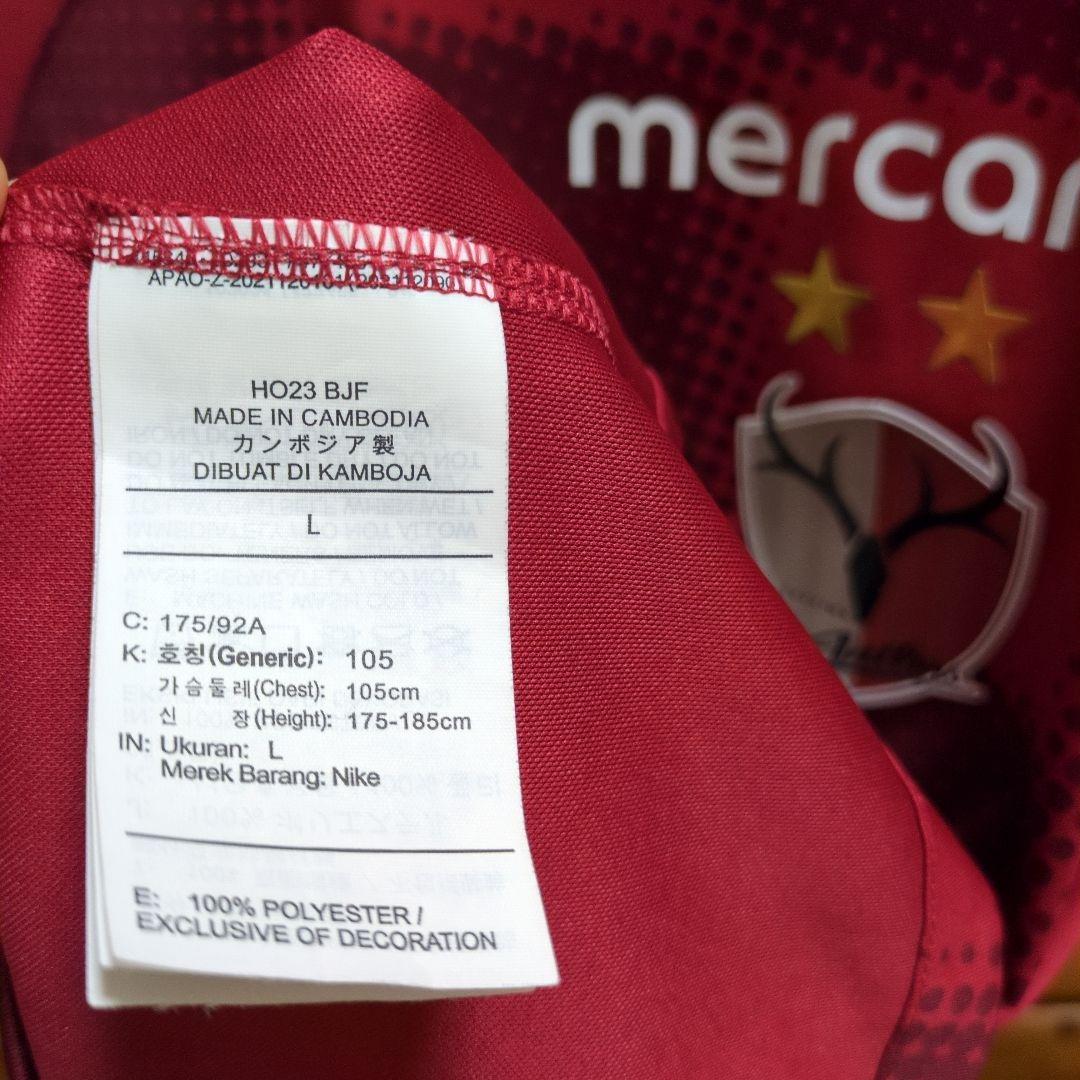 mercar
HO23 BJF
MADE IN CAMBODIA
カンボジア製
DIBUAT DI KAMBOJA
L
C: 175/92A
K: 호칭(Generic): 105
가슴둘레(Chest): 105cm
신 장(Height): 175-185cm
IN: Ukuran: L
Merek Barang: Nike
E: 100% POLYESTER /
EXCLUSIVE OF DECORATION